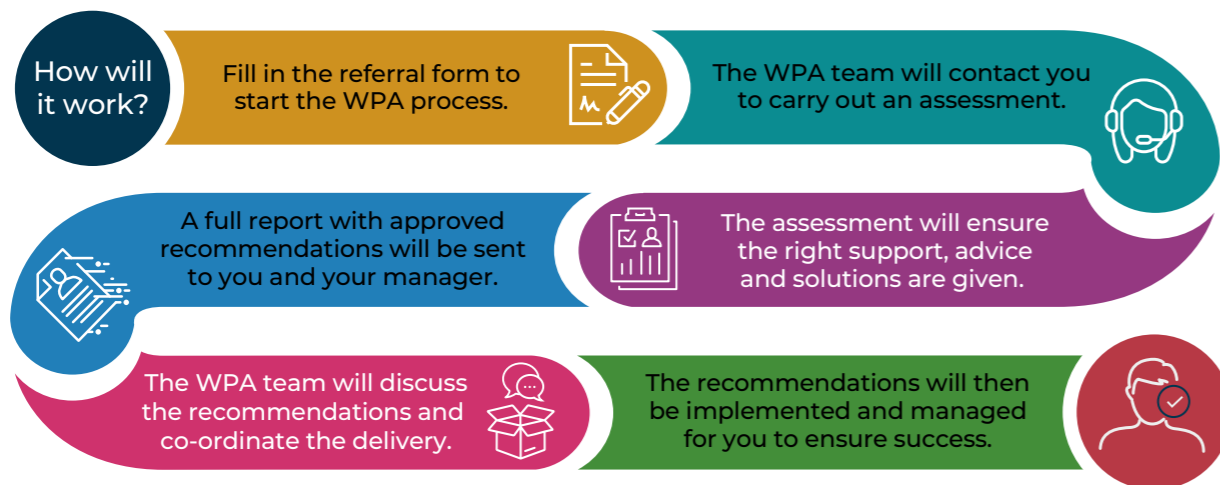 How will
it work?
Fill in the referral form to
start the WPA process.
The WPA team will contact you
to carry out an assessment.
The assessment will ensure
the right support, advice
and solutions are given.
A full report with approved
recommendations will be sent
to you and your manager.
The WPA team will discuss
the recommendations and
co-ordinate the delivery.
The recommendations will then
be implemented and managed
for you to ensure success.